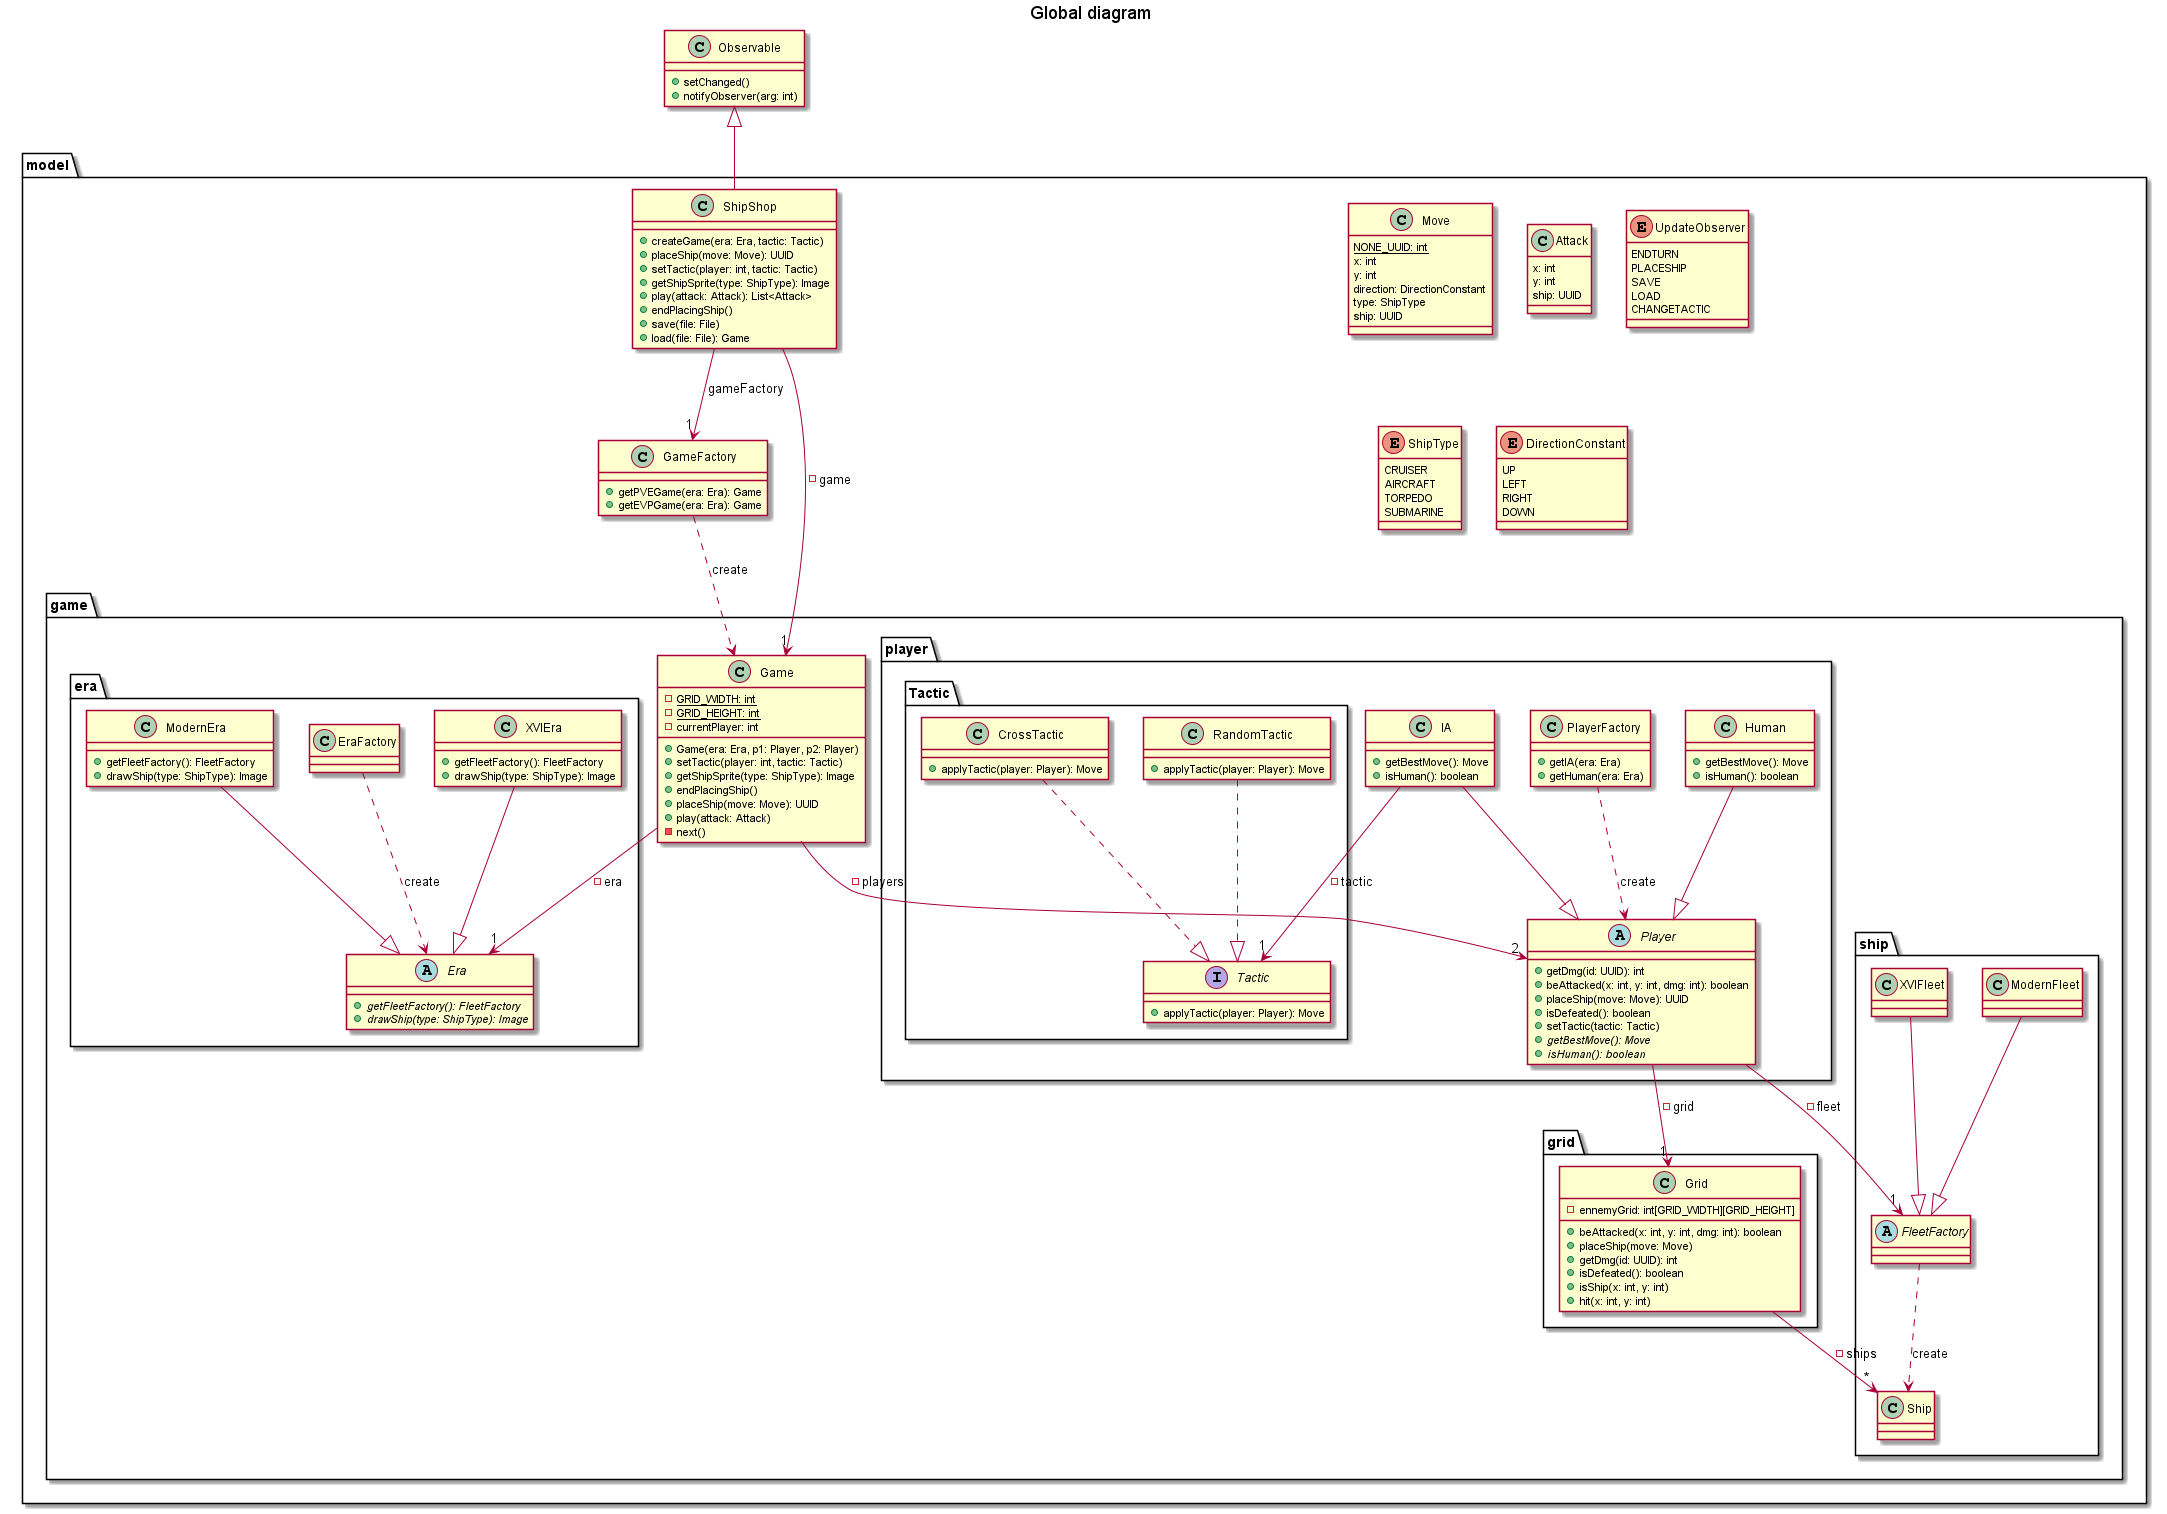 Global diagram
C Observable
setChanged()
notifyObserver(arg: int)
model
C ShipShop
createGame(era: Era, tactic: Tactic)
placeShip(move: Move): UUID
setTactic(player: int, tactic: Tactic)
getShipSprite(type: ShipType): Image
play(attack: Attack): List<Attack>
endPlacingShip()
save(file: File)
load(file: File): Game
C Move
NONE_UUID: int
x: int
y: int
direction: DirectionConstant
type: ShipType
ship: UUID
C Attack
x: int
y: int
ship: UUID
E UpdateObserver
ENDTURN
PLACESHIP
SAVE
LOAD
CHANGETACTIC
gameFactory
1
game
1
C GameFactory
getPVEGame(era: Era): Game
getEVPGame(era: Era): Game
create
E ShipType
CRUISER
AIRCRAFT
TORPEDO
SUBMARINE
E DirectionConstant
UP
LEFT
RIGHT
DOWN
game
era
C ModernEra
getFleetFactory(): FleetFactory
drawShip(type: ShipType): Image
C EraFactory
C XVIEra
getFleetFactory(): FleetFactory
drawShip(type: ShipType): Image
create
era
1
A Era
getFleetFactory(): FleetFactory
drawShip(type: ShipType): Image
C Game
GRID_WIDTH: int
GRID_HEIGHT: int
currentPlayer: int
Game(era: Era, p1: Player, p2: Player)
setTactic(player: int, tactic: Tactic)
getShipSprite(type: ShipType): Image
endPlacingShip()
placeShip(move: Move): UUID
play(attack: Attack)
next()
players
2
player
Tactic
C CrossTactic
applyTactic(player: Player): Move
C RandomTactic
applyTactic(player: Player): Move
C IA
getBestMove(): Move
isHuman(): boolean
C PlayerFactory
getIA(era: Era)
getHuman(era: Era)
C Human
getBestMove(): Move
isHuman(): boolean
tactic
1
create
I Tactic
applyTactic(player: Player): Move
A Player
getDmg(id: UUID): int
beAttacked(x: int, y: int, dmg: int): boolean
placeShip(move: Move): UUID
isDefeated(): boolean
setTactic(tactic: Tactic)
getBestMove(): Move
isHuman(): boolean
grid
1
fleet
1
ship
C XVIFleet
C ModernFleet
grid
C Grid
ennemyGrid: int[GRID_WIDTH][GRID_HEIGHT]
beAttacked(x: int, y: int, dmg: int): boolean
placeShip(move: Move)
getDmg(id: UUID): int
isDefeated(): boolean
isShip(x: int, y: int)
hit(x: int, y: int)
A FleetFactory
ships
*
create
C Ship